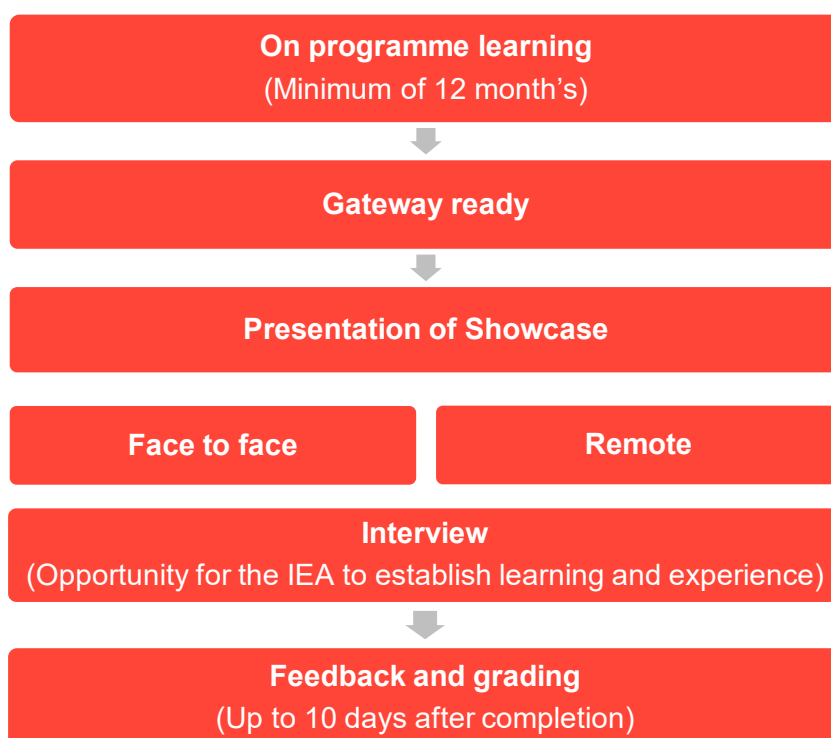 On programme learning
(Minimum of 12 month’s)
Gateway ready
Presentation of Showcase
Face to face
Remote
Interview
(Opportunity for the IEA to establish learning and experience)
Feedback and grading
(Up to 10 days after completion)